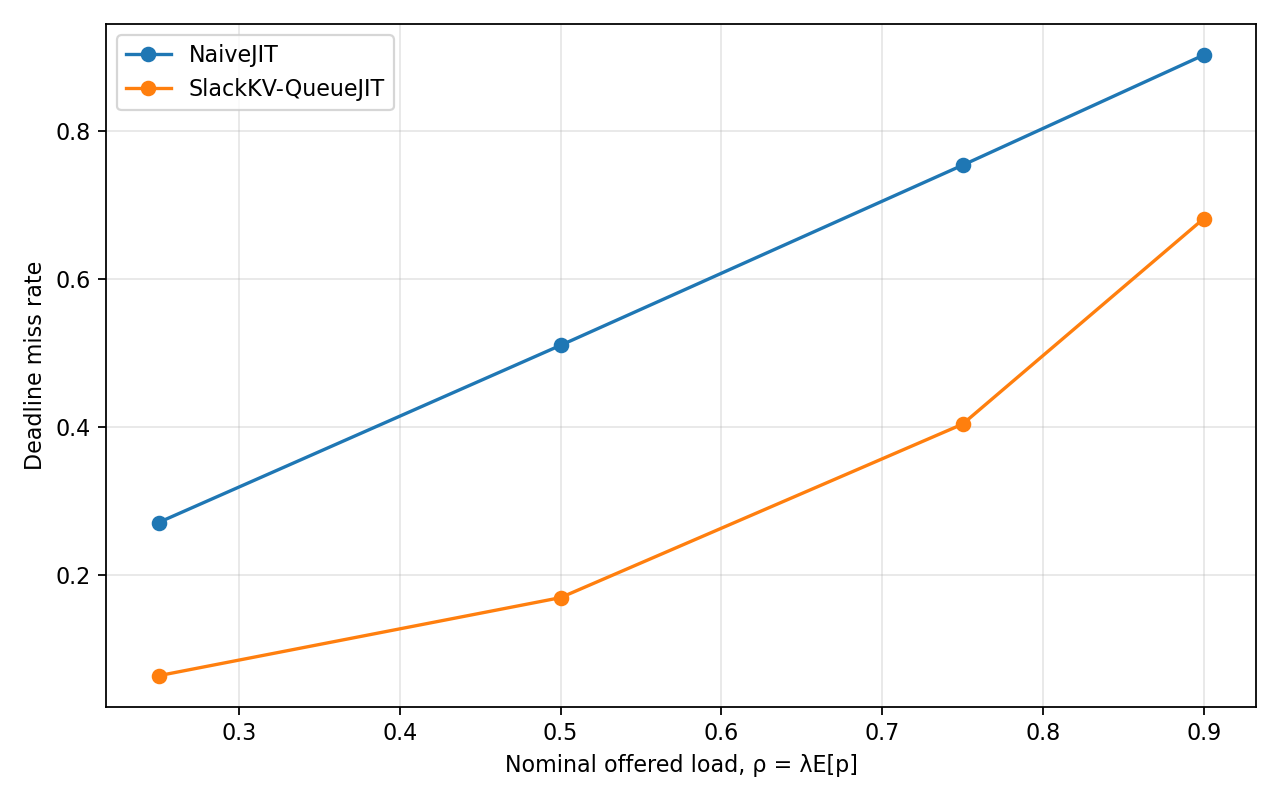 NaiveJIT
SlackKV-QueueJIT
Deadline miss rate
0.8
0.6
0.4
0.2
0.3 0.4 0.5 0.6 0.7 0.8 0.9
Nominal offered load, ρ = λE[p]